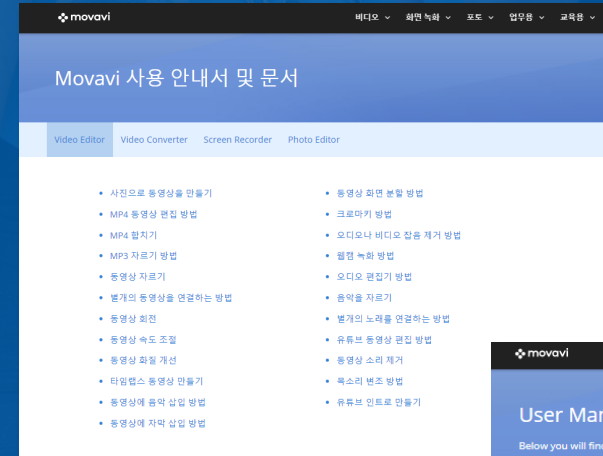 movavi
비디오 화면 녹화 포토 업무용 교육용
Movavi 사용 안내서 및 문서
Video Editor Video Converter Screen Recorder Photo Editor
사진으로 동영상을 만들기
MP4 동영상 편집 방법
MP4 합치기
MP3 자르기 방법
동영상 자르기
별개의 동영상을 연결하는 방법
동영상 회전
동영상 속도 조절
동영상 화질 개선
타임랩스 동영상 만들기
동영상에 음악 삽입 방법
동영상에 자막 삽입 방법
동영상 화면 분할 방법
크로마키 방법
오디오나 비디오 잡음 제거 방법
웹캠 녹화 방법
오디오 편집기 방법
음악을 자르기
별개의 노래를 연결하는 방법
유튜브 동영상 편집 방법
동영상 소리 제거
목소리 변조 방법
유튜브 인트로 만들기
movavi
User Mar
Below you will find